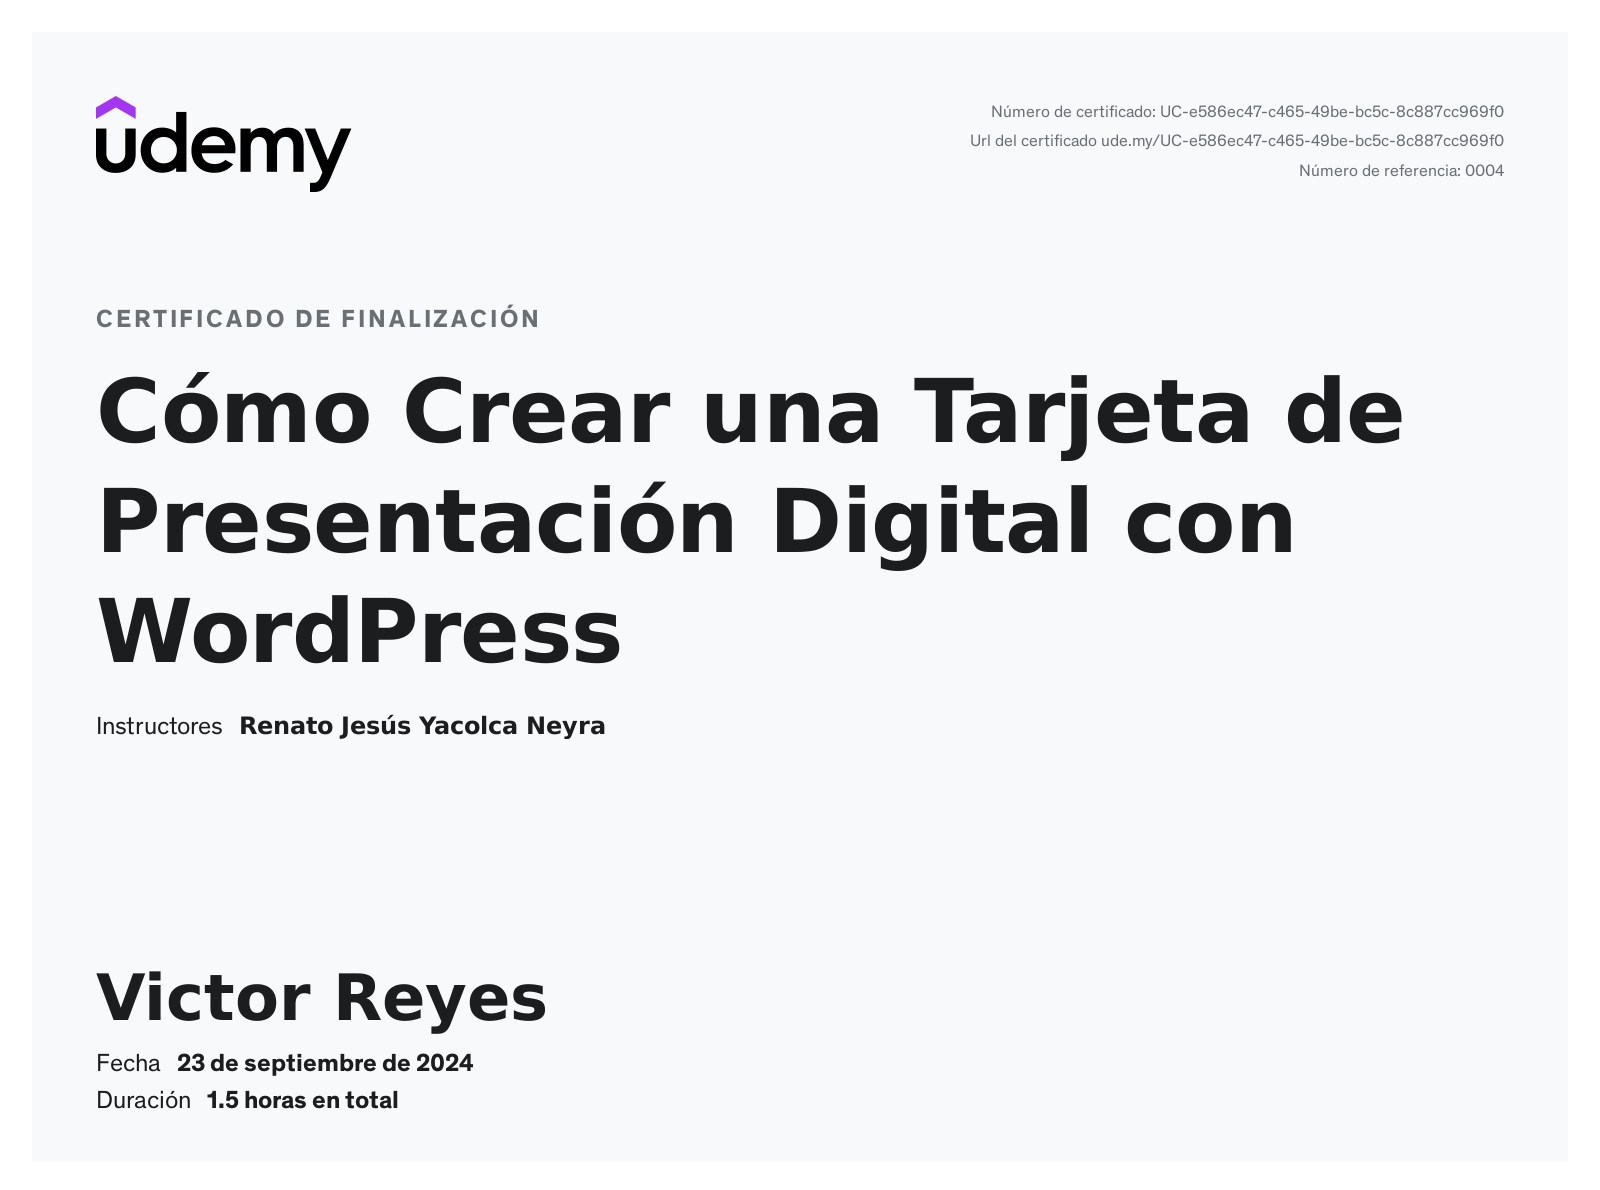 udemy
Número de certificado: UC-e586ec47-c465-49be-bc5c-8c887cc969f0
Url del certificado ude.my/UC-e586ec47-c465-49be-bc5c-8c887cc969f0
Número de referencia: 0004
CERTIFICADO DE FINALIZACIÓN
Cómo Crear una Tarjeta de
Presentación Digital con
WordPress
Instructores Renato Jesús Yacolca Neyra
Victor Reyes
Fecha 23 de septiembre de 2024
Duración 1.5 horas en total